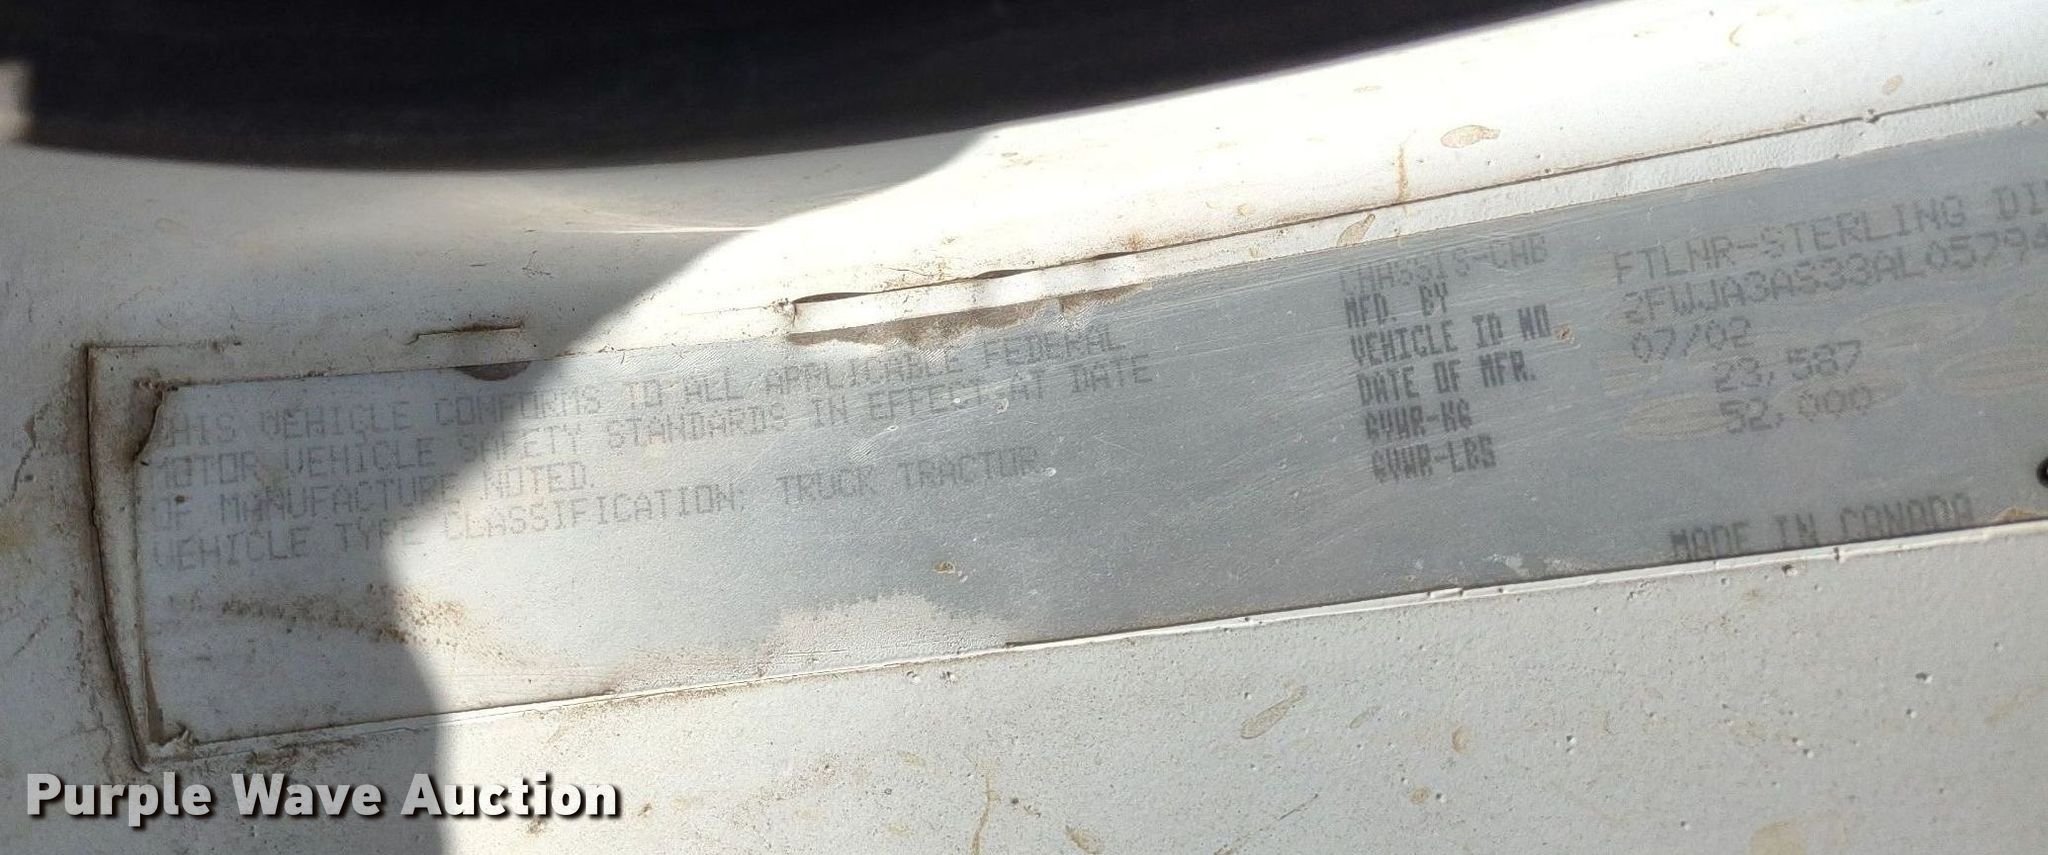 THIS VEHICLE CONFORMS TO ALL APPLICABLE FEDERAL
MOTOR VEHICLE SAFETY STANDARDS IN EFFECT AT DATE
OF MANUFACTURE NOTED.
VEHICLE TYPE CLASSIFICATION: TRUCK TRACTOR
CHASSIS-CAB
MFD. BY FTLNR-STERLING
VEHICLE ID NO. 2FWJA3AS33AL05794
DATE OF MFR. 07/02
GVWR-KG 23,587
GVWR-LBS 52,000
MADE IN CANADA
Purple Wave Auction